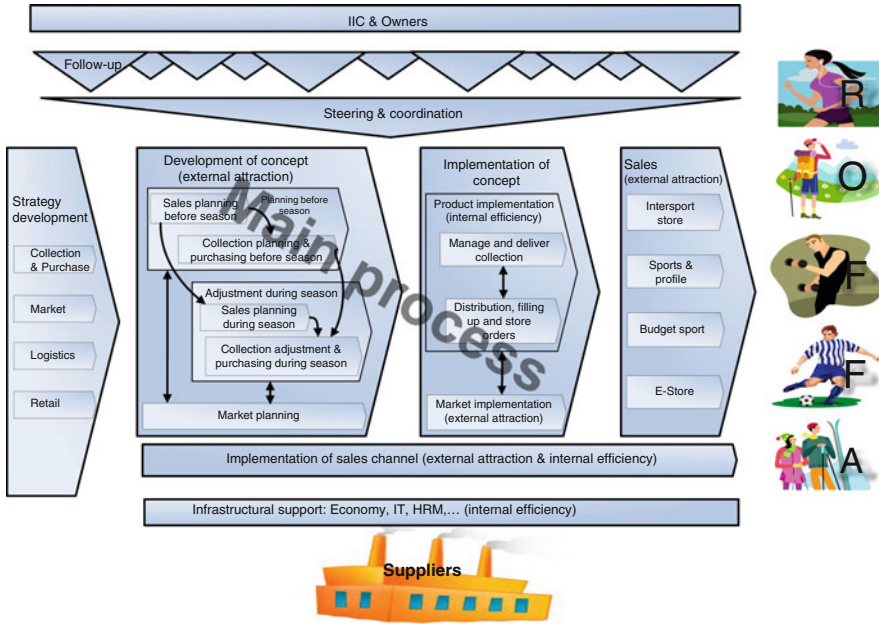 IIC & Owners
Follow-up
Steering & coordination
Strategy
development
Collection
& Purchase
Market
Logistics
Retail
Development of concept
(external attraction)
Sales planning
before season
Planning before
season
Collection planning &
purchasing before season
Adjustment during season
Sales planning
during season
Collection adjustment &
purchasing during season
Market planning
Main process
Implementation of
concept
Product implementation
(internal efficiency)
Manage and deliver
collection
Distribution, filling
up and store
orders
Market implementation
(external attraction)
Sales
(external attraction)
Intersport
store
Sports &
profile
Budget sport
E-Store
R
O
F
F
A
Implementation of sales channel (external attraction & internal efficiency)
Infrastructural support: Economy, IT, HRM,… (internal efficiency)
Suppliers